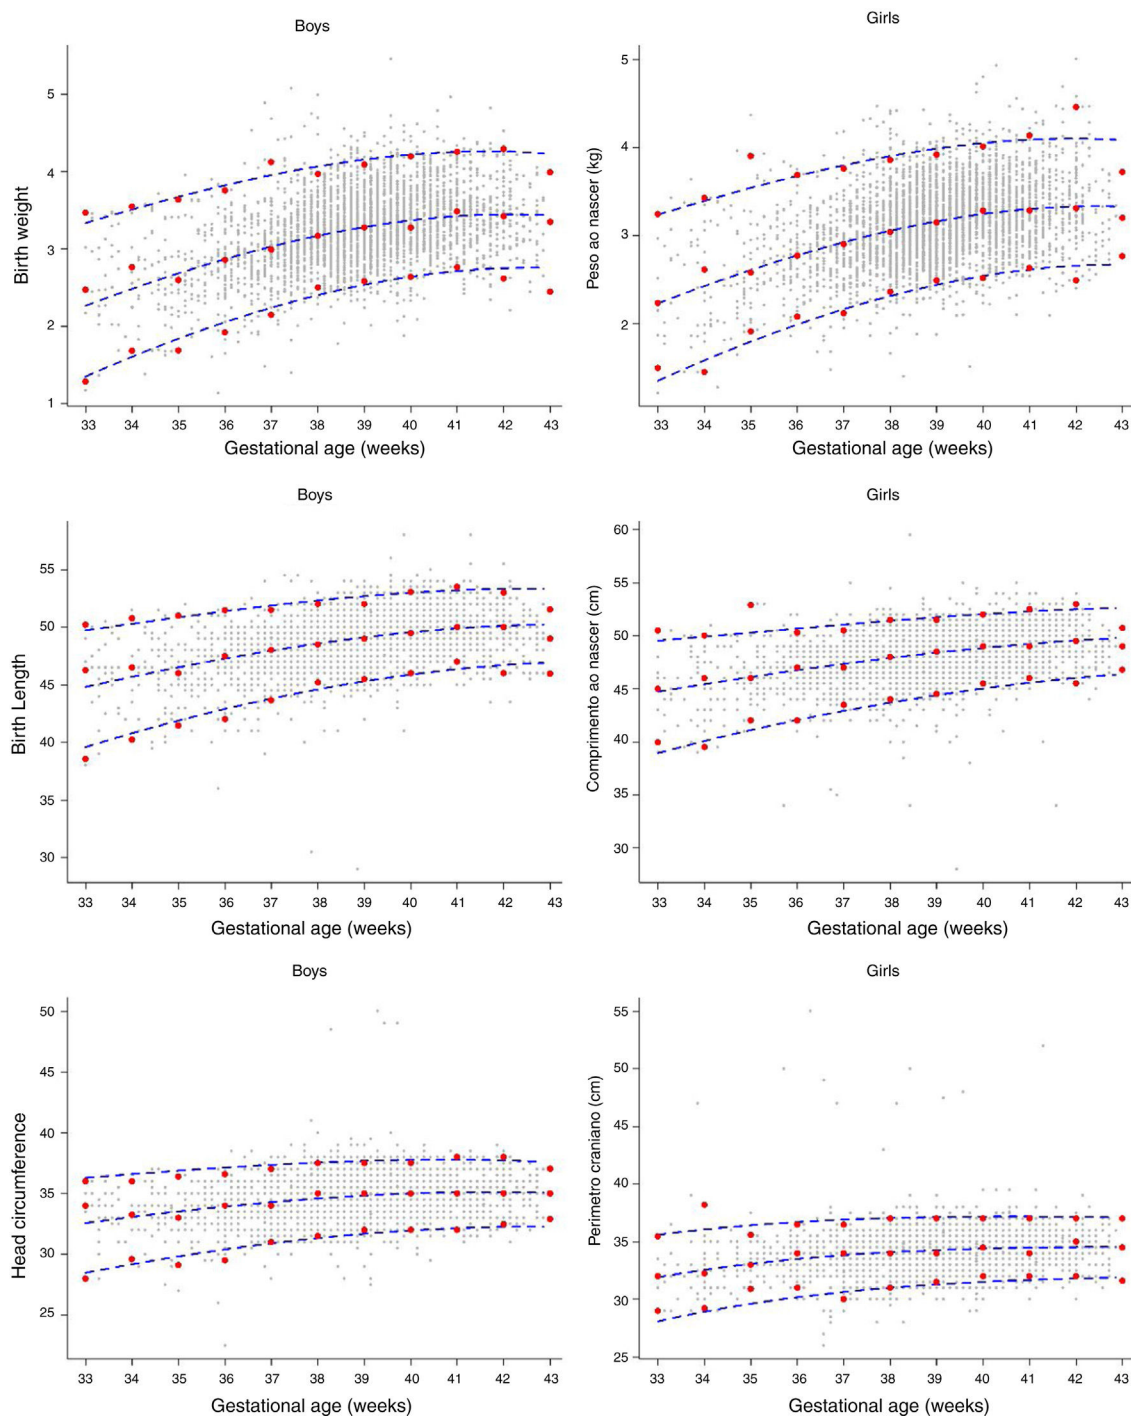 Boys
Birth weight
5
4
3
2
1
33 34 35 36 37 38 39 40 41 42 43
Gestational age (weeks)
Girls
Peso ao nascer (kg)
5
4
3
2
33 34 35 36 37 38 39 40 41 42 43
Gestational age (weeks)
Boys
Birth Length
55
50
45
40
35
30
33 34 35 36 37 38 39 40 41 42 43
Gestational age (weeks)
Girls
Comprimento ao nascer (cm)
60
55
50
45
40
35
30
33 34 35 36 37 38 39 40 41 42 43
Gestational age (weeks)
Boys
Head circumference
50
45
40
35
30
25
33 34 35 36 37 38 39 40 41 42 43
Gestational age (weeks)
Girls
Perimetro craniano (cm)
55
50
45
40
35
30
25
33 34 35 36 37 38 39 40 41 42 43
Gestational age (weeks)